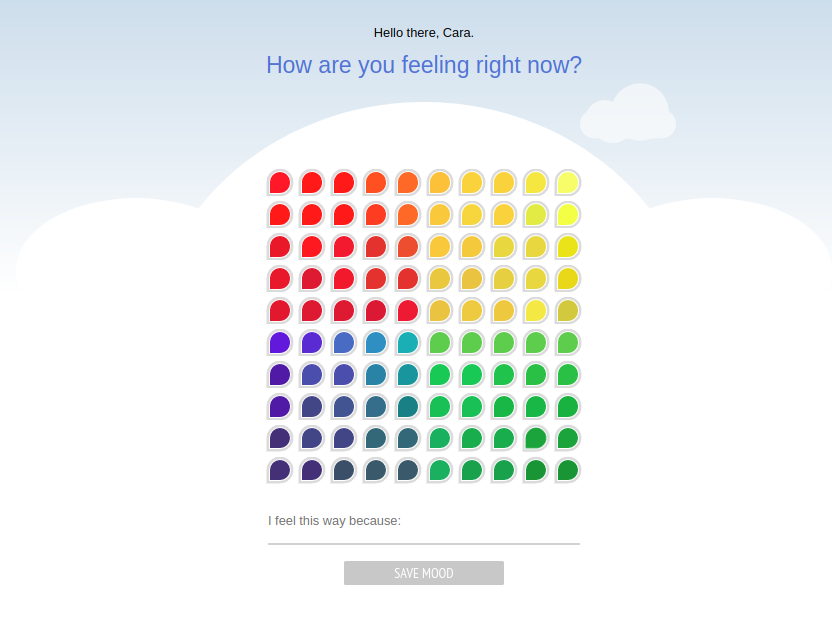 Hello there, Cara.
How are you feeling right now?
I feel this way because:
SAVE MOOD